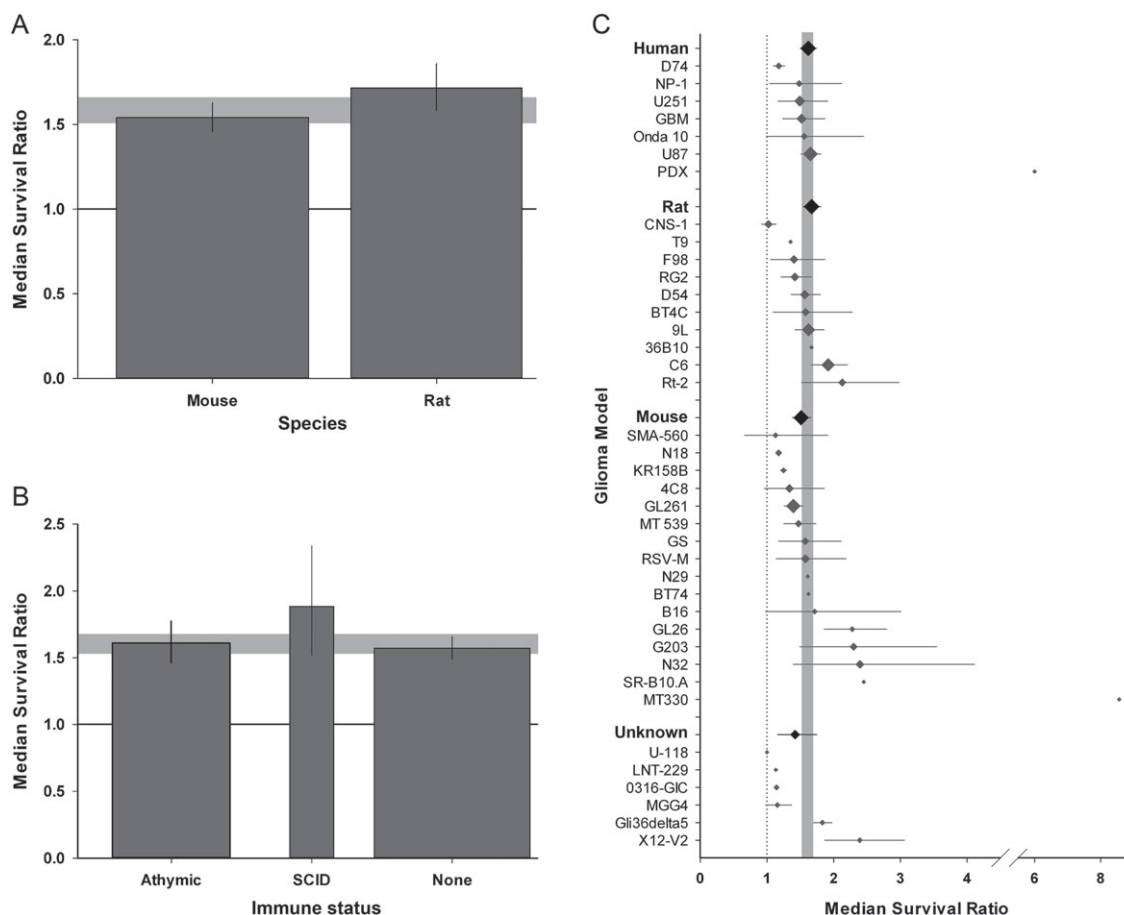 A
Median Survival Ratio
2.0
1.5
1.0
0.5
0.0
Mouse
Rat
Species
B
Median Survival Ratio
2.5
2.0
1.5
1.0
0.5
0.0
Athymic
SCID
None
Immune status
C
Glioma Model
Human
D74
NP-1
U251
GBM
Onda 10
U87
PDX
Rat
CNS-1
T9
F98
RG2
D54
BT4C
9L
36B10
C6
Rt-2
Mouse
SMA-560
N18
KR158B
4C8
GL261
MT 539
GS
RSV-M
N29
BT74
B16
GL26
G203
N32
SR-B10.A
MT330
Unknown
U-118
LNT-229
0316-GIC
MGG4
Gli36delta5
X12-V2
0 1 2 3 4 6 8
Median Survival Ratio